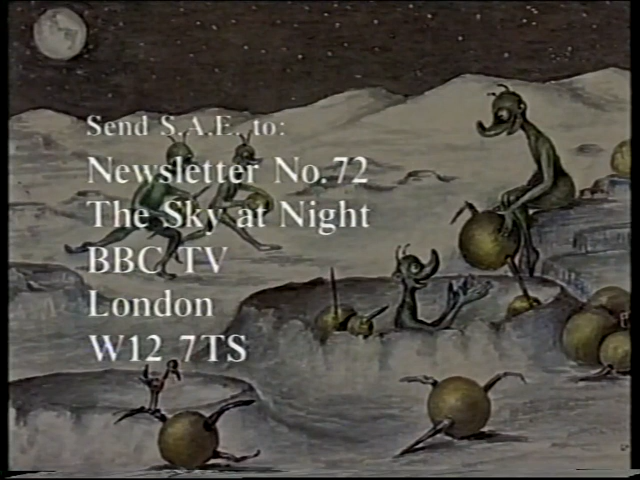 Send S.A.E. to:
Newsletter No.72
The Sky at Night
BBC TV
London
W12 7TS